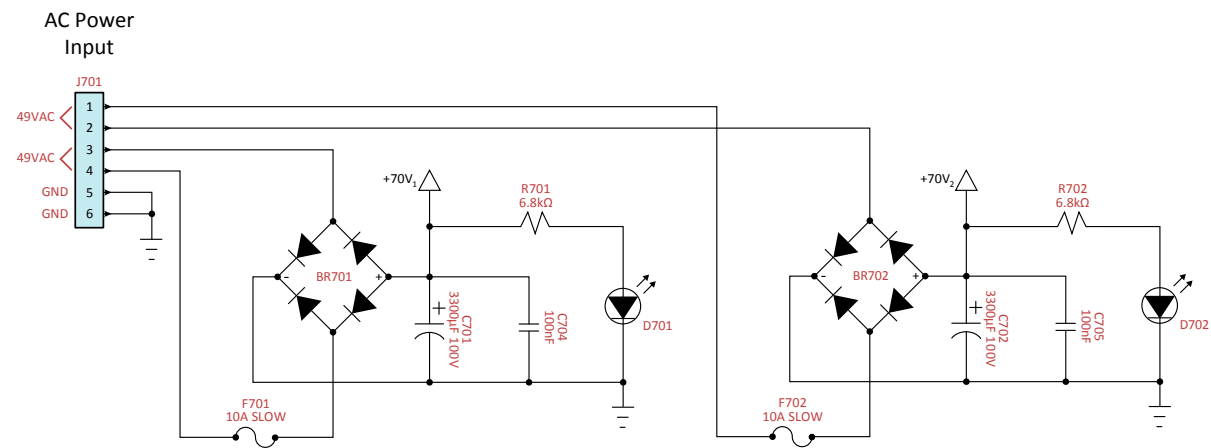 AC Power
Input
J701
49VAC
49VAC
GND
GND
1
2
3
4
5
6
+70V₁
R701
6.8kΩ
BR701
-
+
+
C701
3300µF 100V
C704
100nF
D701
F701
10A SLOW
+70V₂
R702
6.8kΩ
BR702
-
+
+
C702
3300µF 100V
C705
100nF
D702
F702
10A SLOW